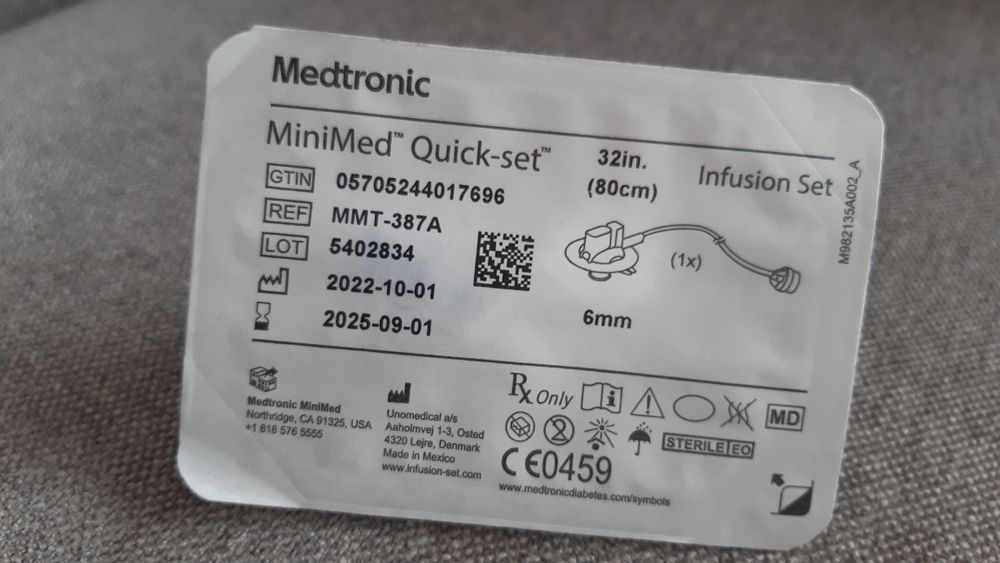 Medtronic
MiniMed™ Quick-set™
32in.
(80cm)
Infusion Set
GTIN 05705244017696
REF MMT-387A
LOT 5402834
2022-10-01
2025-09-01
(1x)
6mm
M982135A002_A
Medtronic MiniMed
Northridge, CA 91325, USA
+1 818 576 5555
Unomedical a/s
Aaholmvej 1-3, Osted
4320 Lejre, Denmark
Made in Mexico
www.infusion-set.com
Rx Only
MD
STERILE EO
CE0459
www.medtronicdiabetes.com/symbols